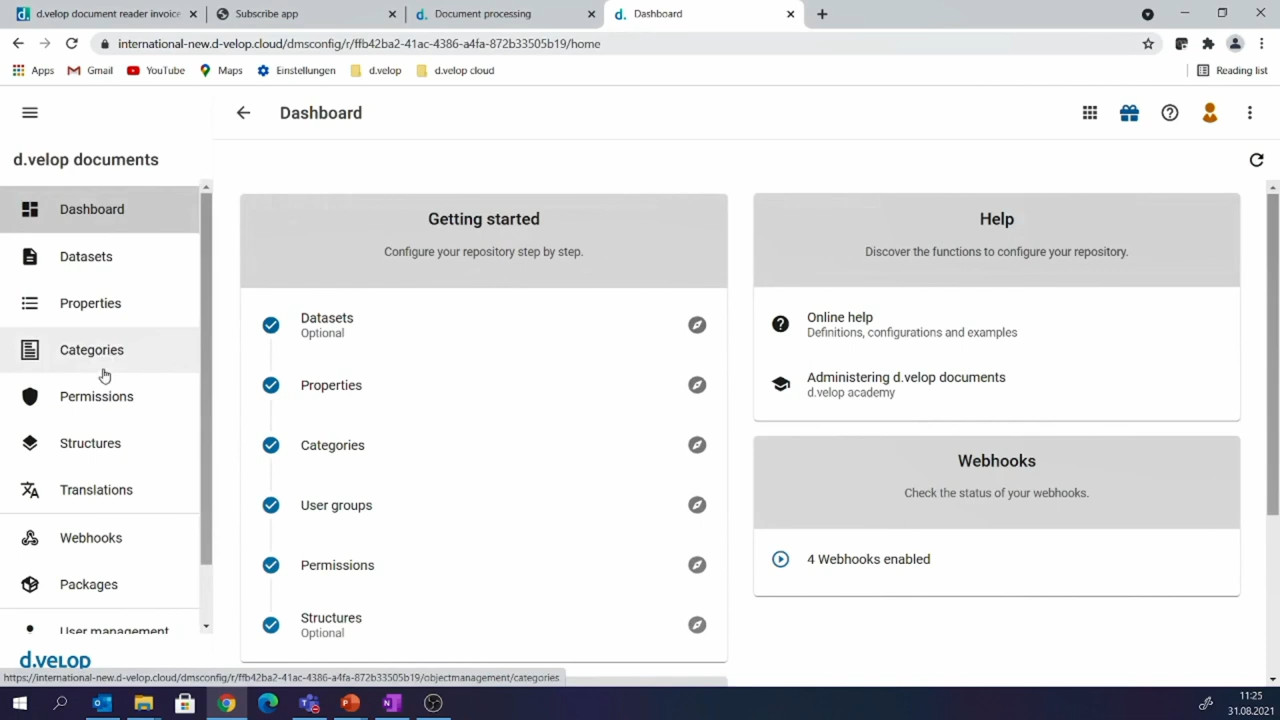 d.velop document reader invoice
Subscribe app
Document processing
Dashboard
international-new.d-velop.cloud/dmsconfig/r/ffb42ba2-41ac-4386-a4fa-872b33505b19/home
Apps
Gmail
YouTube
Maps
Einstellungen
d.velop
d.velop cloud
Reading list
Dashboard
d.velop documents
Dashboard
Datasets
Properties
Categories
Permissions
Structures
Translations
Webhooks
Packages
User management
d.velop
Getting started
Configure your repository step by step.
Datasets
Optional
Properties
Categories
User groups
Permissions
Structures
Optional
Help
Discover the functions to configure your repository.
Online help
Definitions, configurations and examples
Administering d.velop documents
d.velop academy
Webhooks
Check the status of your webhooks.
4 Webhooks enabled
https://international-new.d-velop.cloud/dmsconfig/r/ffb42ba2-41ac-4386-a4fa-872b33505b19/objectmanagement/categories
11:25
31.08.2021